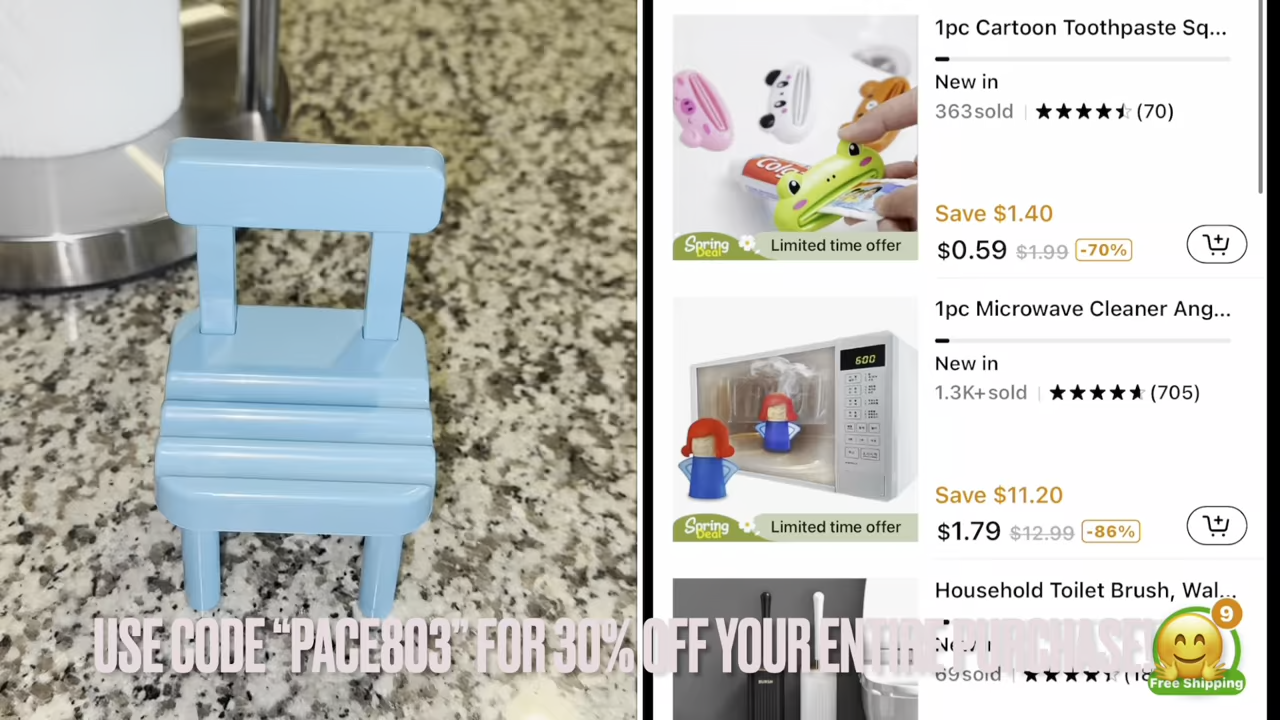 1pc Cartoon Toothpaste Sq...
New in
363sold ★★★★☆ (70)
Save $1.40
$0.59 $1.99 -70%
Colg
Spring Deal Limited time offer
1pc Microwave Cleaner Ang...
New in
1.3K+sold ★★★★★ (705)
600
Save $11.20
$1.79 $12.99 -86%
Spring Deal Limited time offer
Household Toilet Brush, Wal...
9
New in
USE CODE “PACE803” FOR 30% OFF YOUR ENTIRE PURCHASE!
69sold
Free Shipping